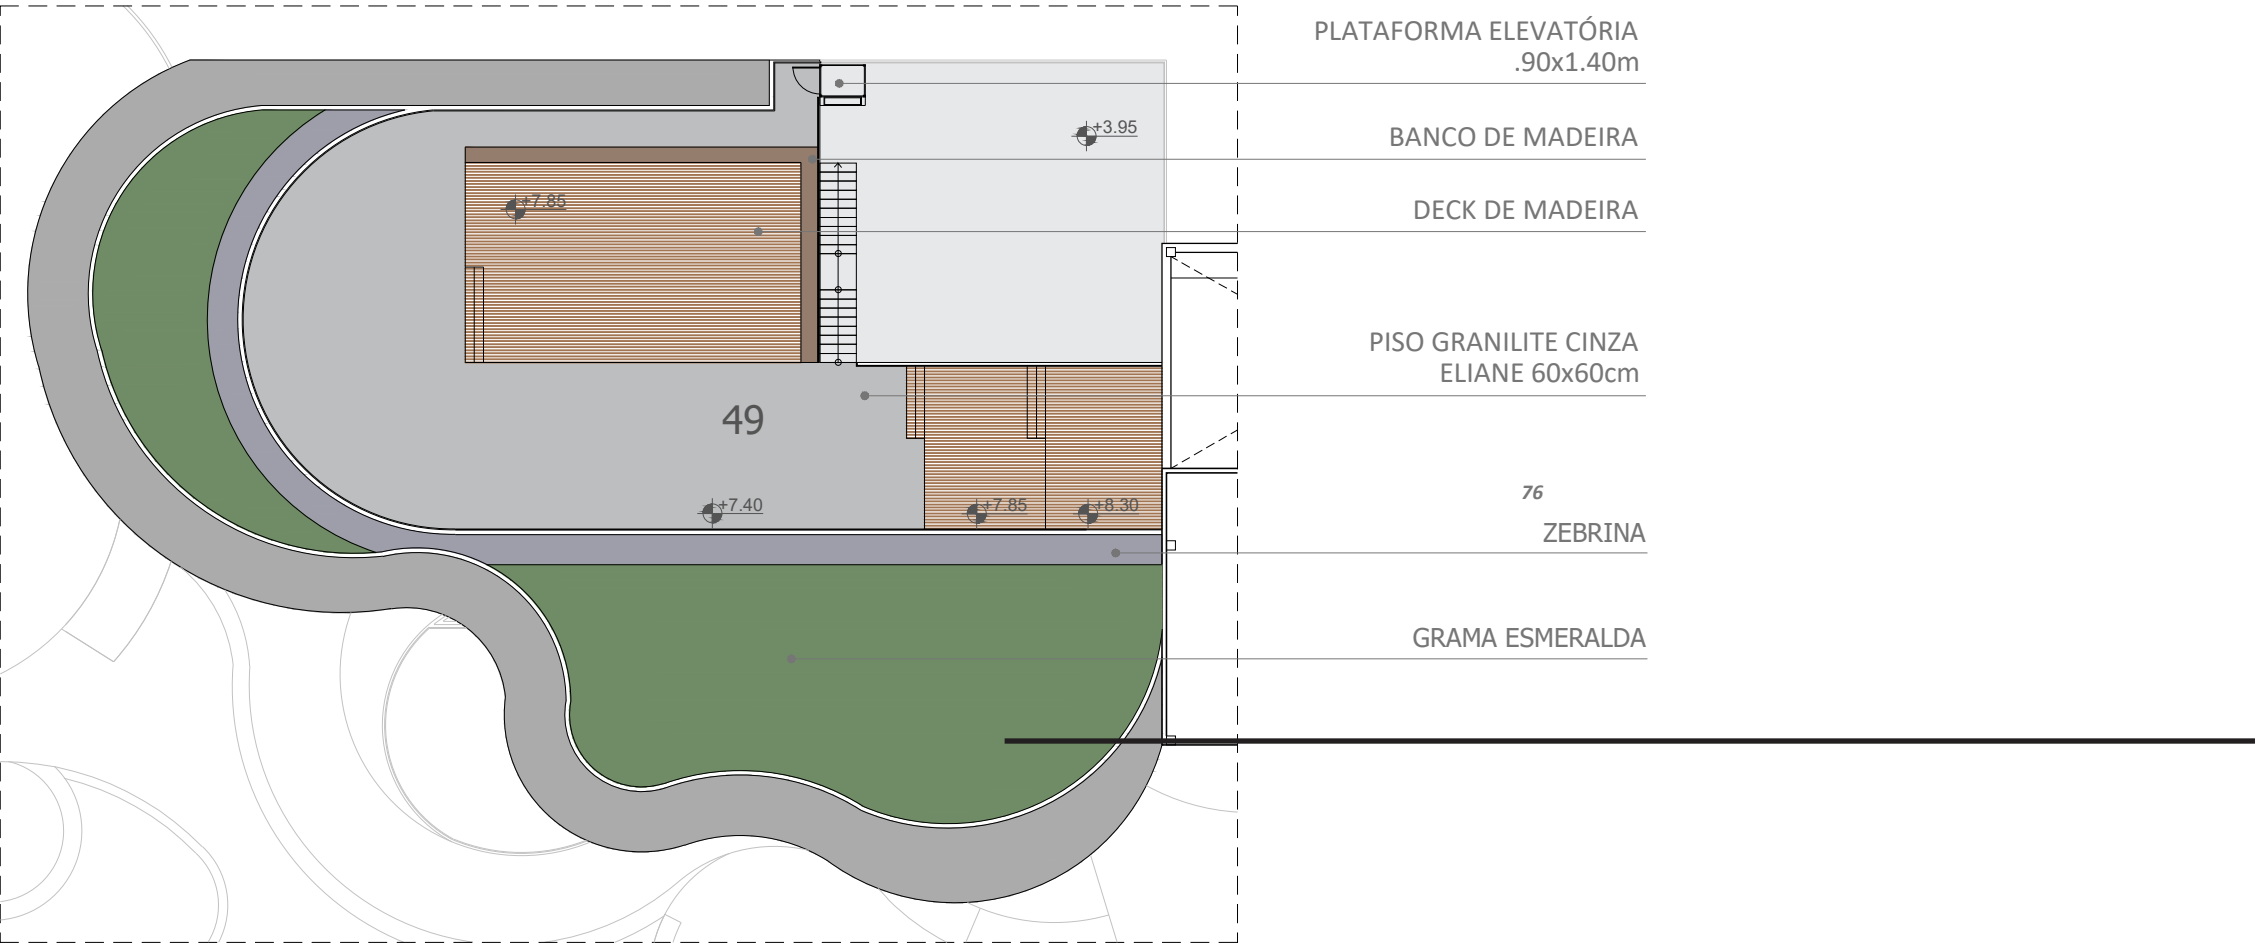 PLATAFORMA ELEVATÓRIA
.90x1.40m
+3.95
BANCO DE MADEIRA
+7.85
DECK DE MADEIRA
PISO GRANILITE CINZA
ELIANE 60x60cm
49
76
+7.40
+7.85
+8.30
ZEBRINA
GRAMA ESMERALDA